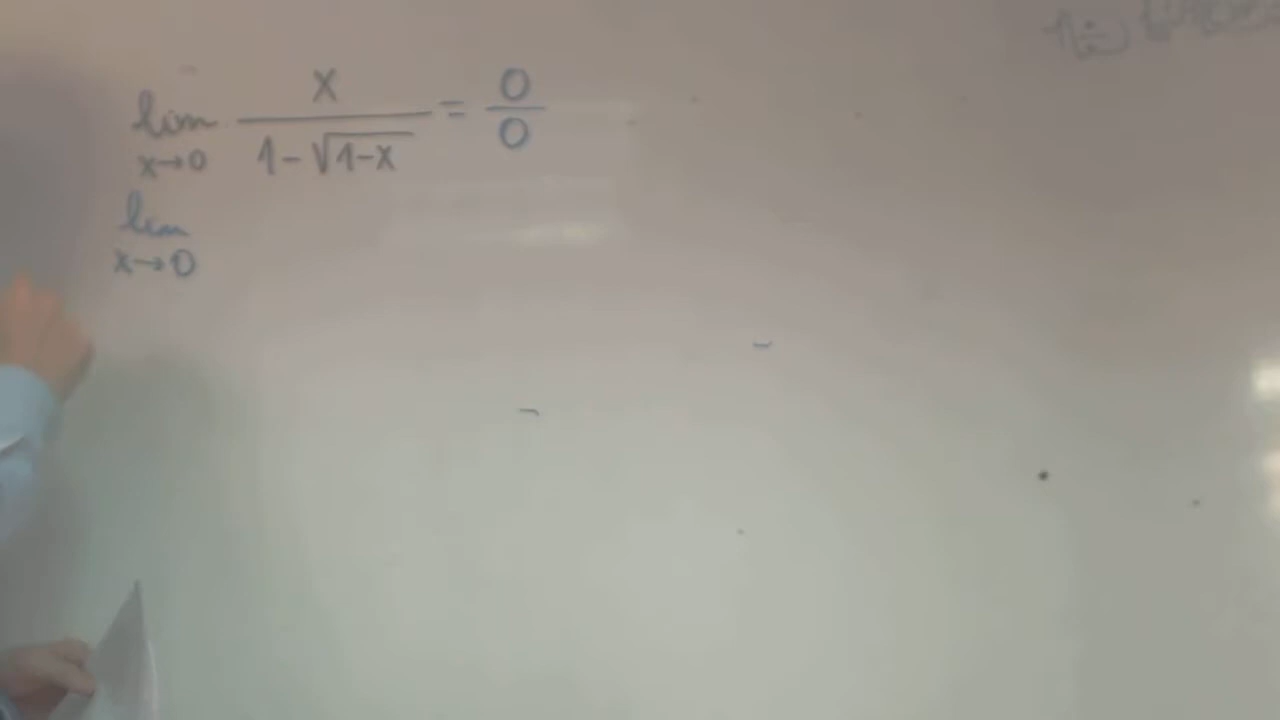 lim x→0 x / 1-√1-x = 0/0
lim x→0